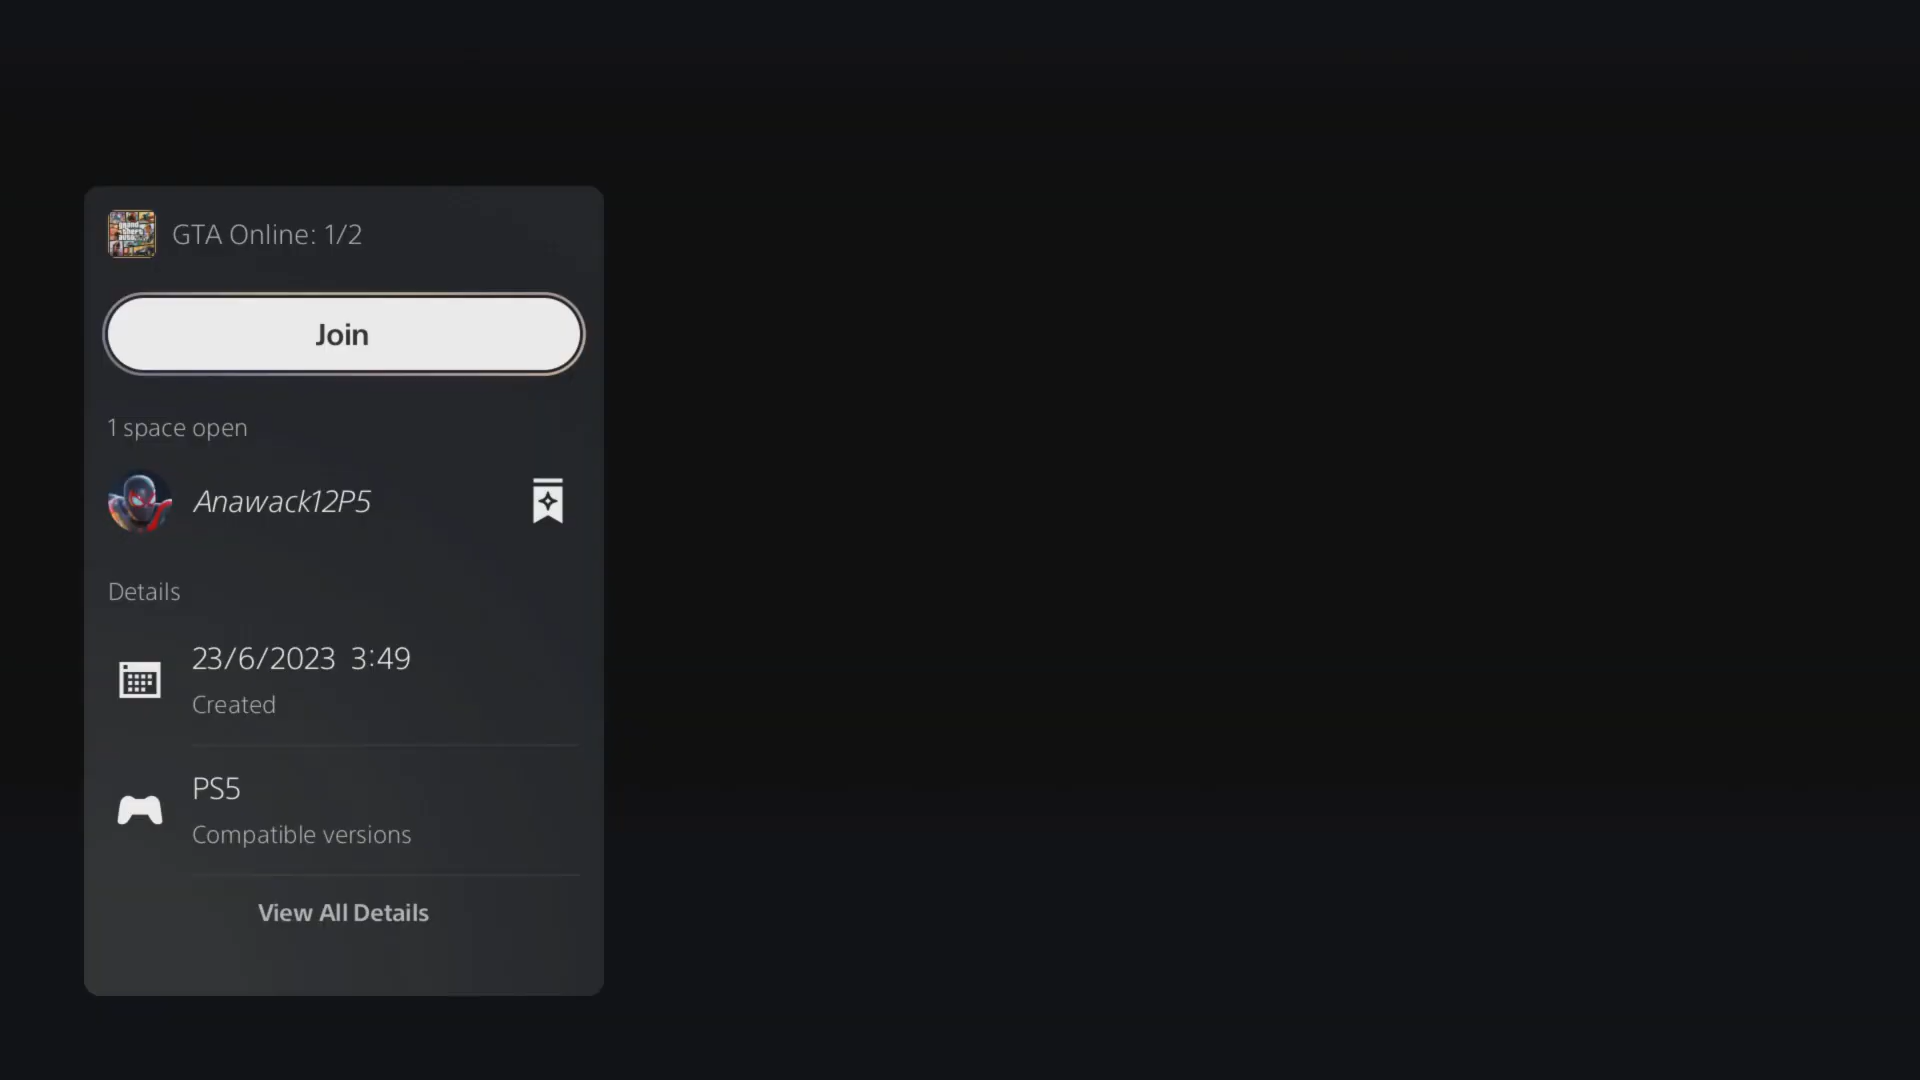 GTA Online: 1/2
Join
1 space open
Anawack12P5
Details
23/6/2023 3:49
Created
PS5
Compatible versions
View All Details